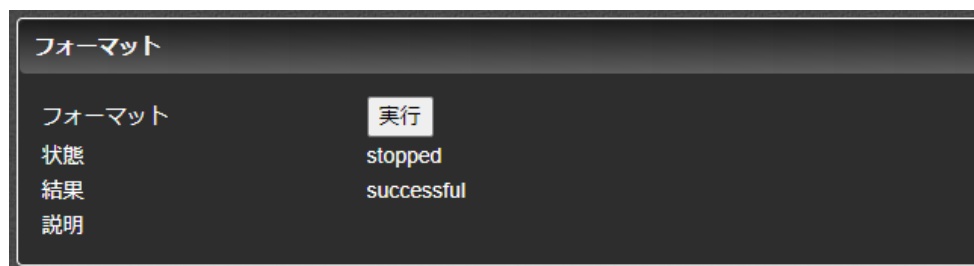 フォーマット
フォーマット 実行
状態 stopped
結果 successful
説明